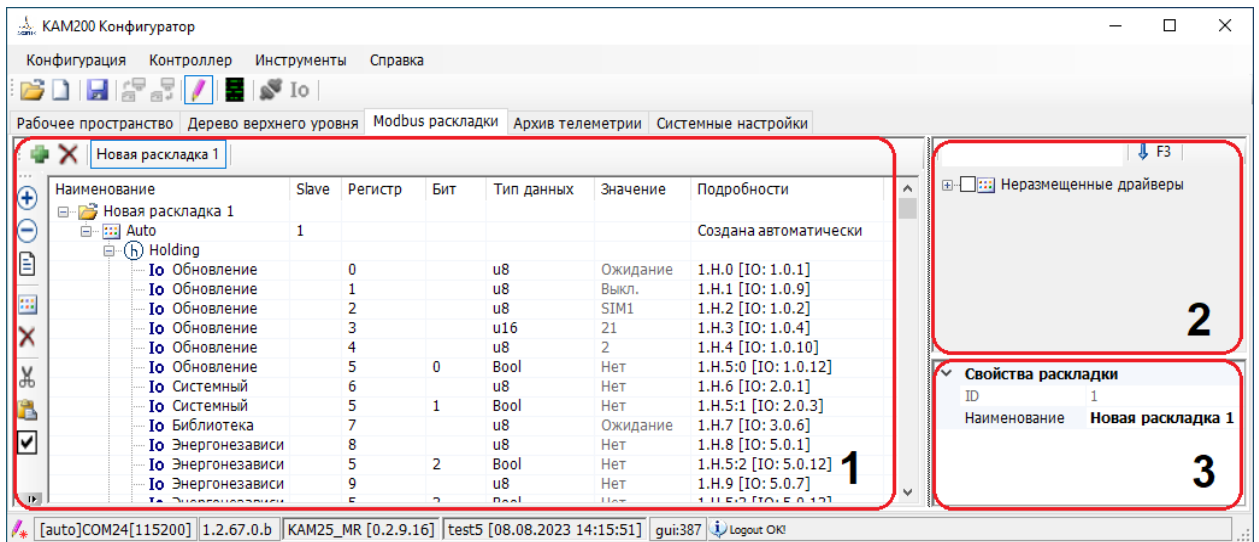 КАМ200 Конфигуратор
Конфигурация Контроллер Инструменты Справка
Io
Рабочее пространство Дерево верхнего уровня Modbus раскладки Архив телеметрии Системные настройки
Новая раскладка 1
F3
Наименование Slave Регистр Бит Тип данных Значение Подробности
Неразмещенные драйверы
Новая раскладка 1
Auto 1 Создана автоматически
h Holding
Io Обновление 0 u8 Ожидание 1.H.0 [IO: 1.0.1]
Io Обновление 1 u8 Выкл. 1.H.1 [IO: 1.0.9]
Io Обновление 2 u8 SIM1 1.H.2 [IO: 1.0.2]
Io Обновление 3 u16 21 1.H.3 [IO: 1.0.4]
Io Обновление 4 u8 2 1.H.4 [IO: 1.0.10]
Io Обновление 5 0 Bool Нет 1.H.5:0 [IO: 1.0.12]
Io Системный 6 u8 Нет 1.H.6 [IO: 2.0.1]
Io Системный 5 1 Bool Нет 1.H.5:1 [IO: 2.0.3]
Io Библиотека 7 u8 Ожидание 1.H.7 [IO: 3.0.6]
Io Энергонезависи 8 u8 Нет 1.H.8 [IO: 5.0.1]
Io Энергонезависи 5 2 Bool Нет 1.H.5:2 [IO: 5.0.12]
Io Энергонезависи 9 u8 Нет 1.H.9 [IO: 5.0.7]
1
2
Свойства раскладки
ID 1
Наименование Новая раскладка 1
3
[auto]COM24[115200] 1.2.67.0.b KAM25_MR [0.2.9.16] test5 [08.08.2023 14:15:51] gui:387 Logout OK!